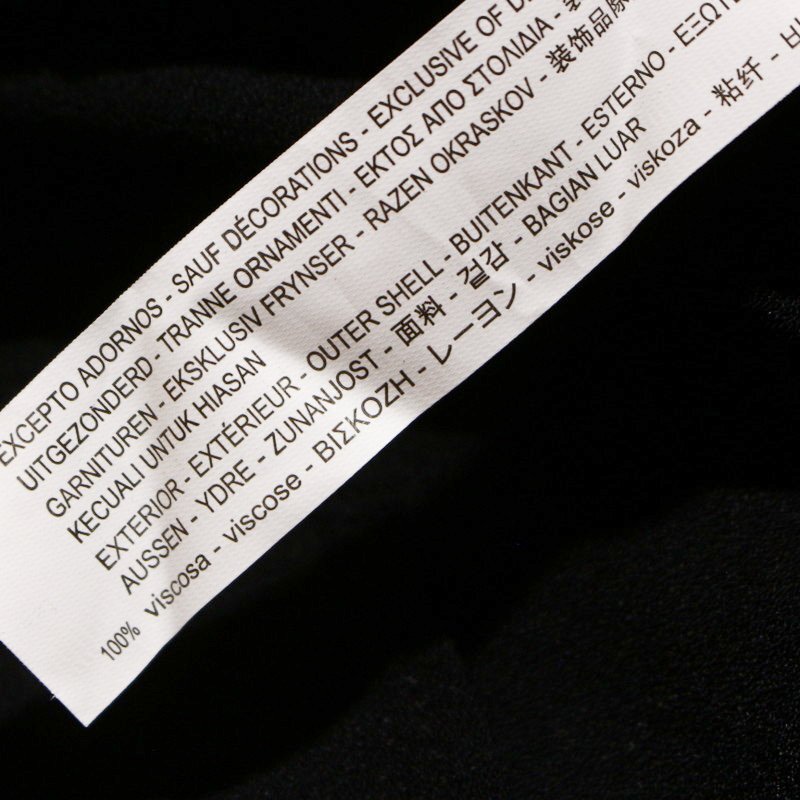 EXCEPTO ADORNOS - SAUF DÉCORATIONS - EXCLUSIVE OF
UITGEZONDERD - TRANNE ORNAMENTI - ΕΚΤΟΣ ΑΠΟ ΣΤΟΛΙΔΙΑ -
GARNITUREN - EKSKLUSIV FRYNSER - RAZEN OKRASKOV - 装饰品除
KECUALI UNTUK HIASAN
EXTERIOR - EXTÉRIEUR - OUTER SHELL - BUITENKANT - ESTERNO - ΕΞΩΤΕ
AUSSEN - YDRE - ZUNANJOST - 面料 - 겉감 - BAGIAN LUAR
100% viscosa - viscose - ΒΙΣΚΟΖΗ - レーヨン - viskose - viskoza - 粘纤 -